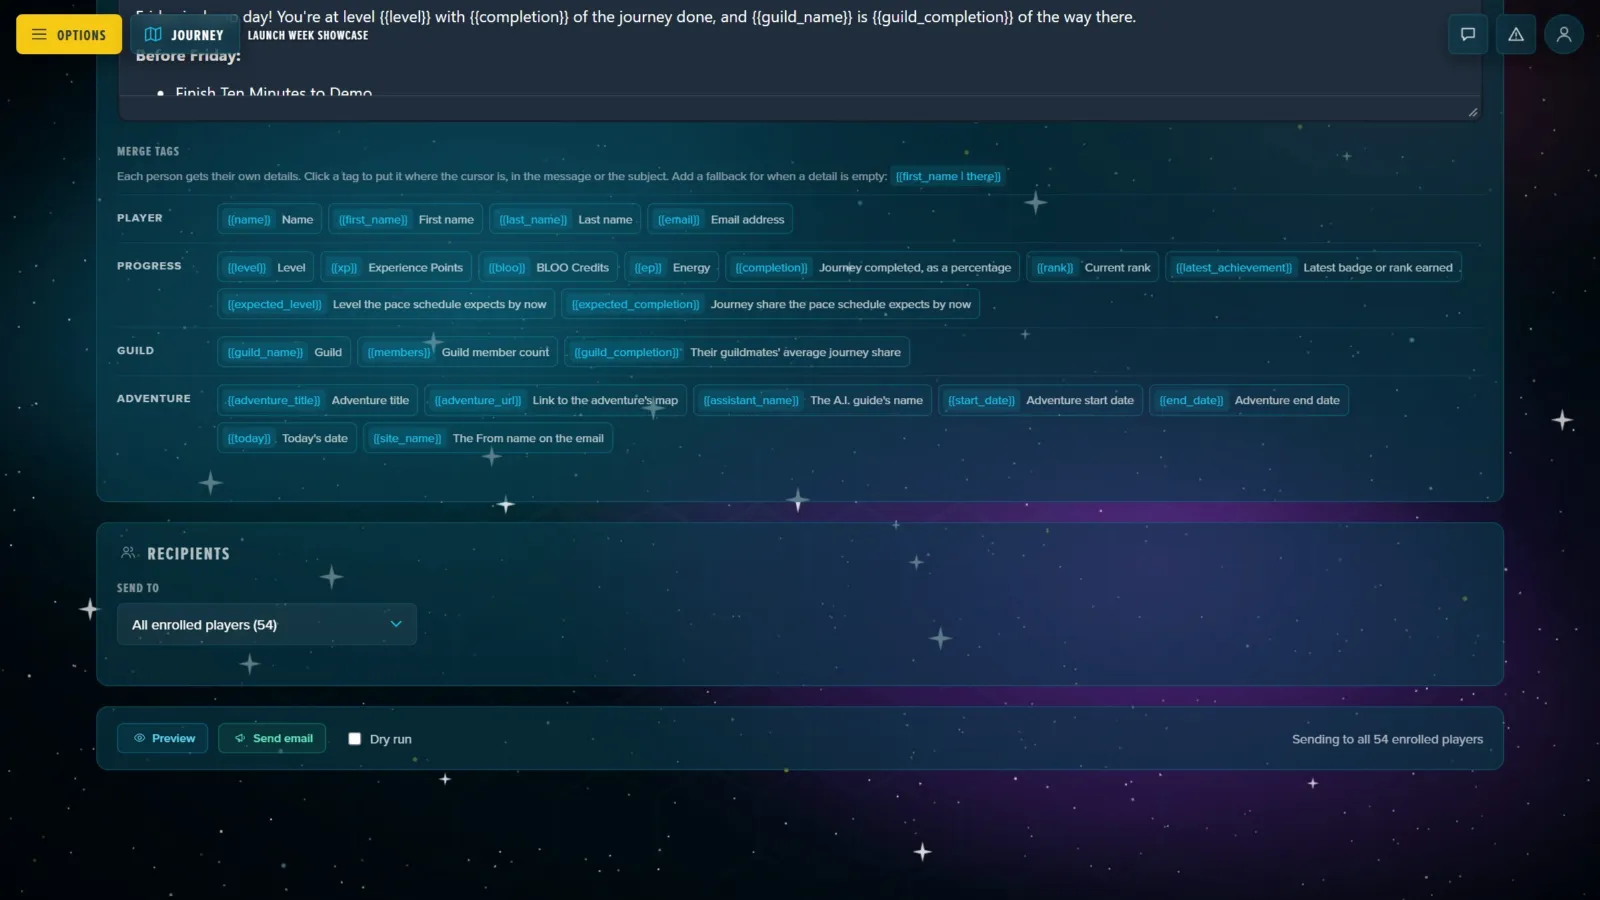 day! You're at level {{level}} with {{completion}} of the journey done, and {{guild_name}} is {{guild_completion}} of the way there.
OPTIONS
JOURNEY
LAUNCH WEEK SHOWCASE
Before Friday:
• Finish Ten Minutes to Demo
MERGE TAGS
Each person gets their own details. Click a tag to put it where the cursor is, in the message or the subject. Add a fallback for when a detail is empty: {{first_name | there}}
PLAYER
{{name}} Name
{{first_name}} First name
{{last_name}} Last name
{{email}} Email address
PROGRESS
{{level}} Level
{{xp}} Experience Points
{{bloo}} BLOO Credits
{{ep}} Energy
{{completion}} Journey completed, as a percentage
{{rank}} Current rank
{{latest_achievement}} Latest badge or rank earned
{{expected_level}} Level the pace schedule expects by now
{{expected_completion}} Journey share the pace schedule expects by now
GUILD
{{guild_name}} Guild
{{members}} Guild member count
{{guild_completion}} Their guildmates' average journey share
ADVENTURE
{{adventure_title}} Adventure title
{{adventure_url}} Link to the adventure's map
{{assistant_name}} The A.I. guide's name
{{start_date}} Adventure start date
{{end_date}} Adventure end date
{{today}} Today's date
{{site_name}} The From name on the email
RECIPIENTS
SEND TO
All enrolled players (54)
Preview
Send email
Dry run
Sending to all 54 enrolled players